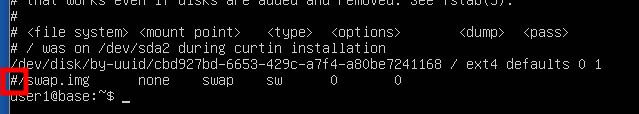 # that works even if disks are added and removed. See fstab(5).
#
# <file system> <mount point>   <type>  <options>       <dump>  <pass>
# / was on /dev/sda2 during curtin installation
/dev/disk/by-uuid/cbd927bd-6653-429c-a7f4-a80be7241168 / ext4 defaults 0 1
#/swap.img      none    swap    sw      0       0
user1@base:~$ _